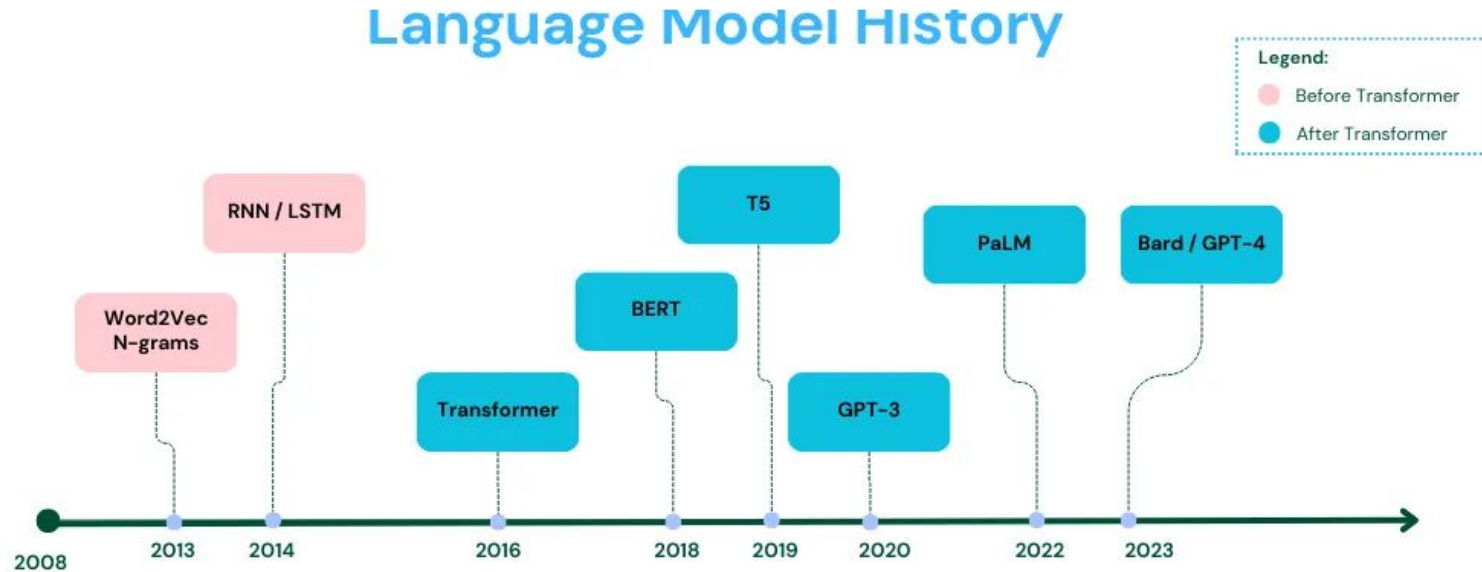 Language Model History
Legend:
Before Transformer
After Transformer
RNN / LSTM
T5
PaLM
Bard / GPT-4
Word2Vec
N-grams
BERT
Transformer
GPT-3
2008
2013
2014
2016
2018
2019
2020
2022
2023